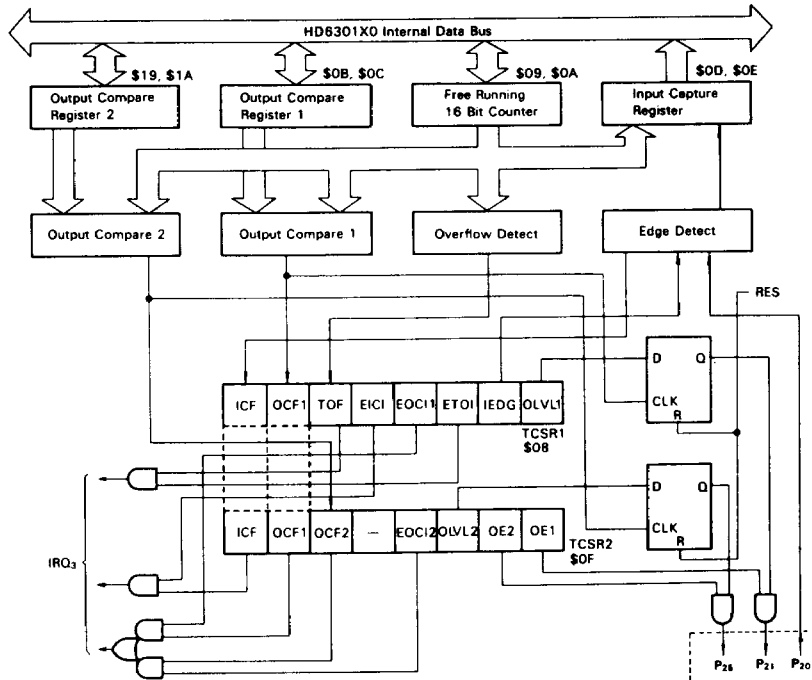 HD6301X0 Internal Data Bus
$19, $1A
$0B, $0C
$09, $0A
$0D, $0E
Output Compare
Register 2
Output Compare
Register 1
Free Running
16 Bit Counter
Input Capture
Register
Output Compare 2
Output Compare 1
Overflow Detect
Edge Detect
RES
D Q
CLK
R
ICF OCF1 TOF EICI EOCI1 ETOI IEDG OLVL1
TCSR1
$08
D Q
CLK
R
ICF OCF1 OCF2 — EOCI2 OLVL2 OE2 OE1
TCSR2
$0F
IRQ₃
P₂₅ P₂₁ P₂₀